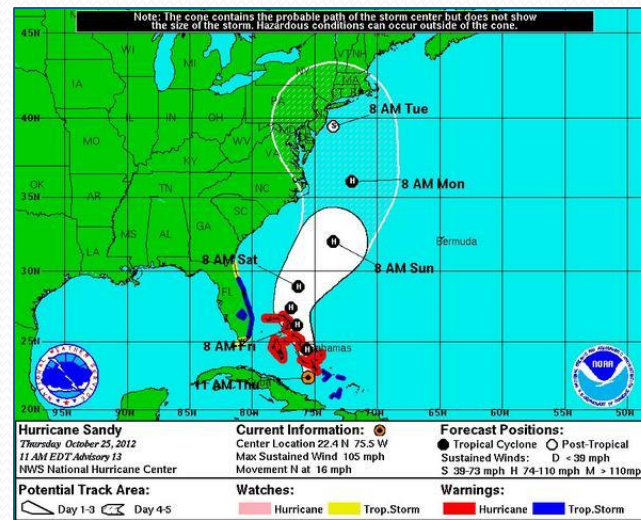 Note: The cone contains the probable path of the storm center but does not show
the size of the storm. Hazardous conditions can occur outside of the cone.
45N
WI
MI
NY
VT
NH
MA
CT
IA
PA
8 AM Tue
40N
IL
IN
OH
MD
MO
WV
VA
8 AM Mon
KY
OK
TN
NC
35N
AR
SC
MS
AL
GA
8 AM Sun
Bermuda
LA
8 AM Sat
30N
FL
25N
8 AM Fri
Bahamas
11 AM Thu
NOAA
20N
95W
90W
85W
80W
75W
70W
65W
60W
55W
50W
Hurricane Sandy
Thursday October 25, 2012
11 AM EDT Advisory 13
NWS National Hurricane Center
Current Information:
Center Location 22.4 N 75.5 W
Max Sustained Wind 105 mph
Movement N at 16 mph
Forecast Positions:
Tropical Cyclone Post-Tropical
Sustained Winds: D < 39 mph
S 39-73 mph H 74-110 mph M > 110mph
Potential Track Area:
Day 1-3 Day 4-5
Watches:
Hurricane Trop.Storm
Warnings:
Hurricane Trop.Storm